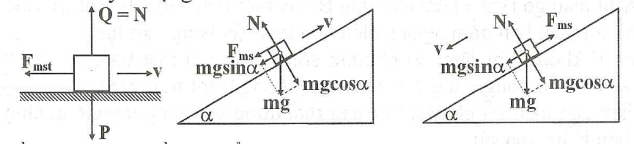 Q = N
F_mst
v
P
N
v
F_ms
mgsinα
mgcosα
mg
α
N
v
F_ms
mgsinα
mgcosα
mg
α